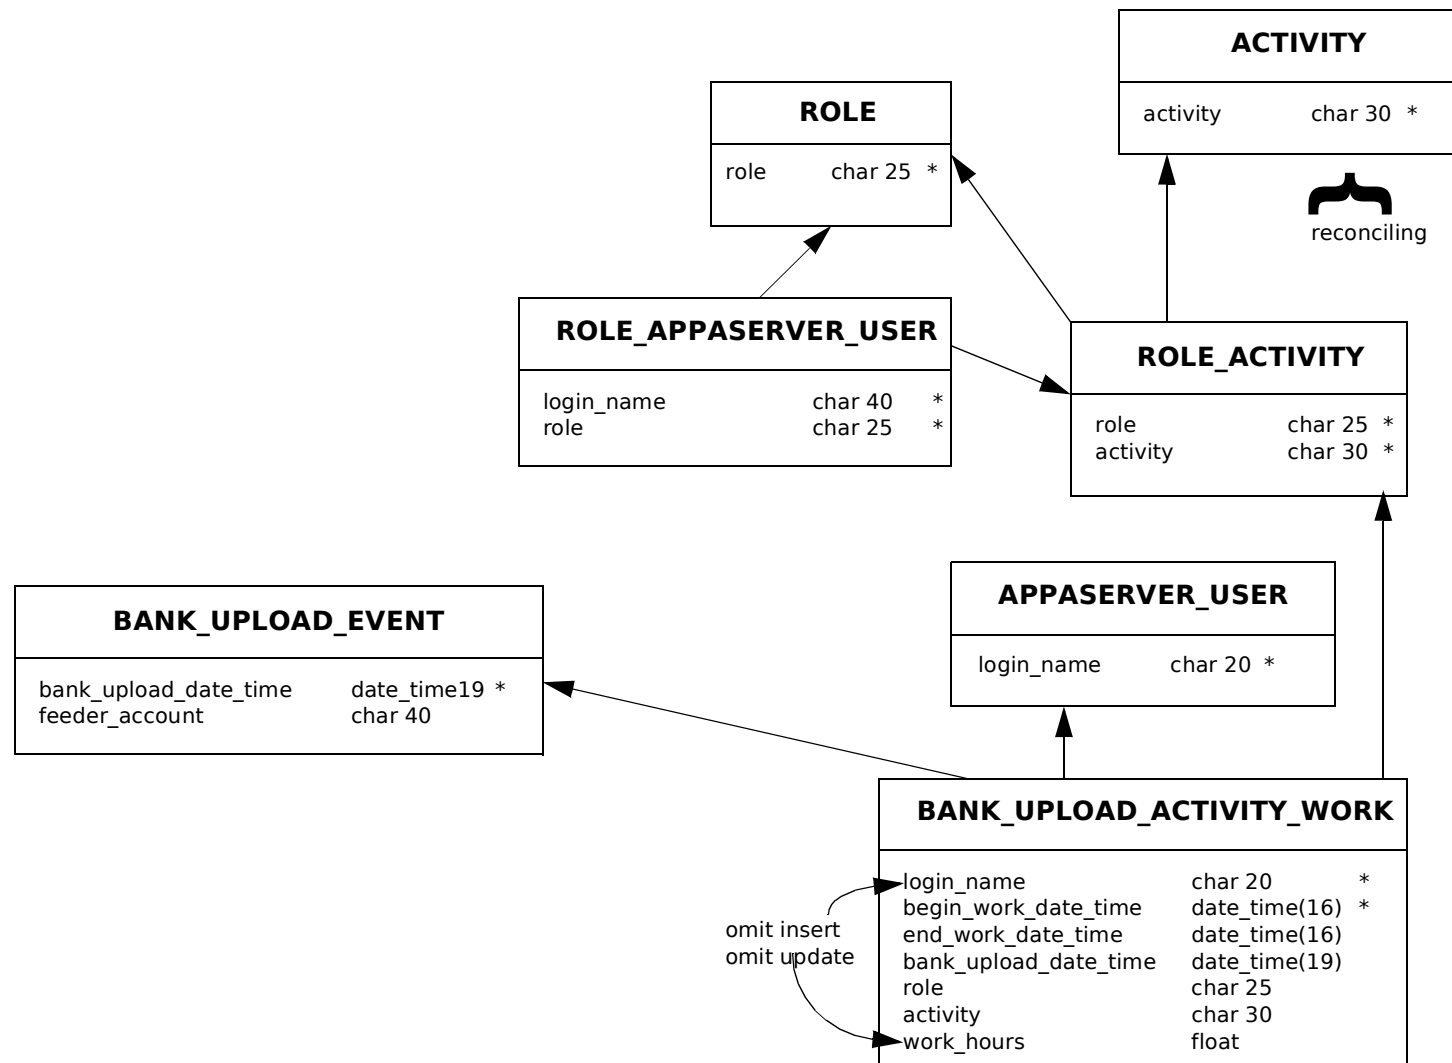 ACTIVITY
activity char 30 *
reconciling
ROLE
role char 25 *
ROLE_APPASERVER_USER
login_name char 40 *
role char 25 *
ROLE_ACTIVITY
role char 25 *
activity char 30 *
BANK_UPLOAD_EVENT
bank_upload_date_time date_time19 *
feeder_account char 40
APPASERVER_USER
login_name char 20 *
BANK_UPLOAD_ACTIVITY_WORK
login_name char 20 *
begin_work_date_time date_time(16) *
end_work_date_time date_time(16)
bank_upload_date_time date_time(19)
role char 25
activity char 30
work_hours float
omit insert
omit update